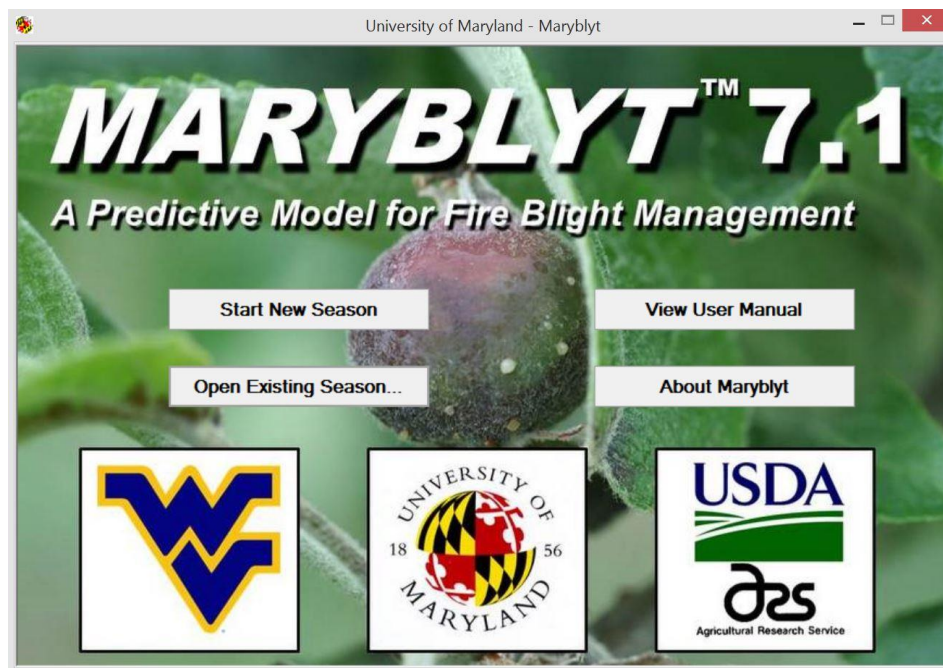 University of Maryland - Maryblyt
MARYBLYT™ 7.1
A Predictive Model for Fire Blight Management
Start New Season
View User Manual
Open Existing Season...
About Maryblyt
WV
UNIVERSITY OF
18 56
MARYLAND
USDA
ars
Agricultural Research Service